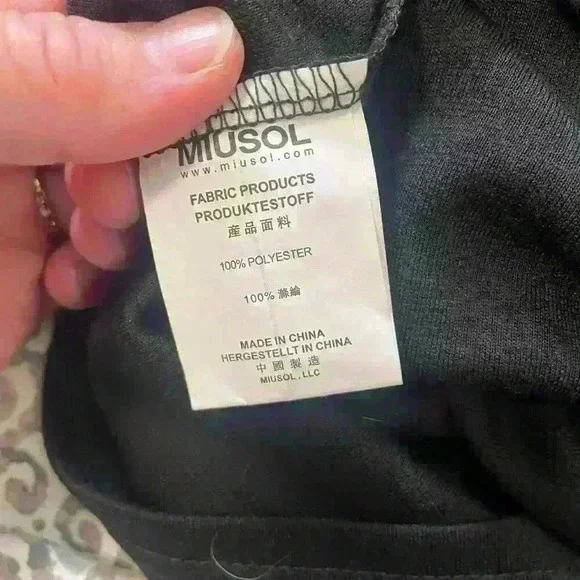 MIUSOL
www.miusol.com
FABRIC PRODUCTS
PRODUKTESTOFF
産品面料
100% POLYESTER
100% 滌綸
MADE IN CHINA
HERGESTELLT IN CHINA
中國製造
MIUSOL , LLC